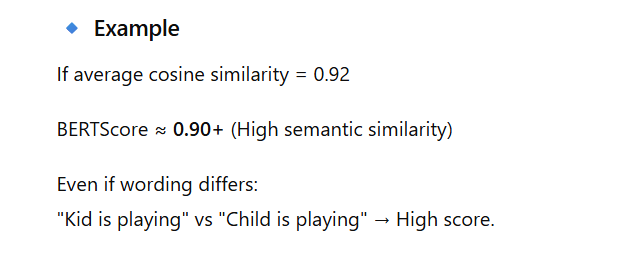 Example
If average cosine similarity = 0.92
BERTScore ≈ 0.90+ (High semantic similarity)
Even if wording differs:
"Kid is playing" vs "Child is playing" → High score.